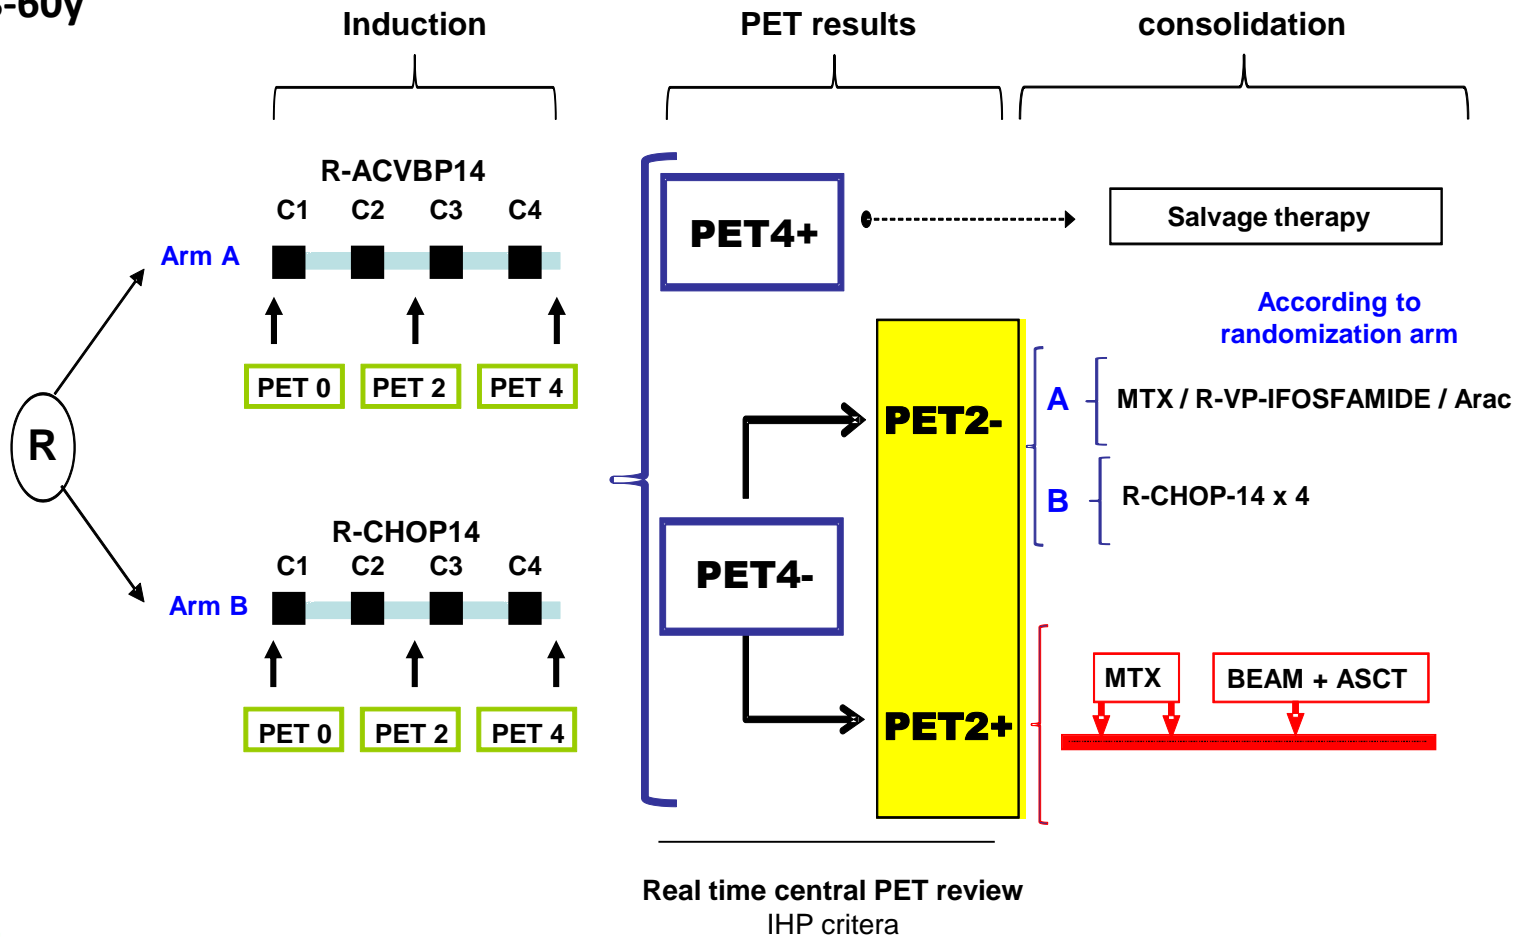 -60y
Induction
PET results
consolidation
R-ACVBP14
C1 C2 C3 C4
Arm A
PET 0 PET 2 PET 4
R
R-CHOP14
C1 C2 C3 C4
Arm B
PET 0 PET 2 PET 4
PET4+
Salvage therapy
According to
randomization arm
PET2-
A
MTX / R-VP-IFOSFAMIDE / Arac
B
R-CHOP-14 x 4
PET4-
PET2+
MTX
BEAM + ASCT
Real time central PET review
IHP critera